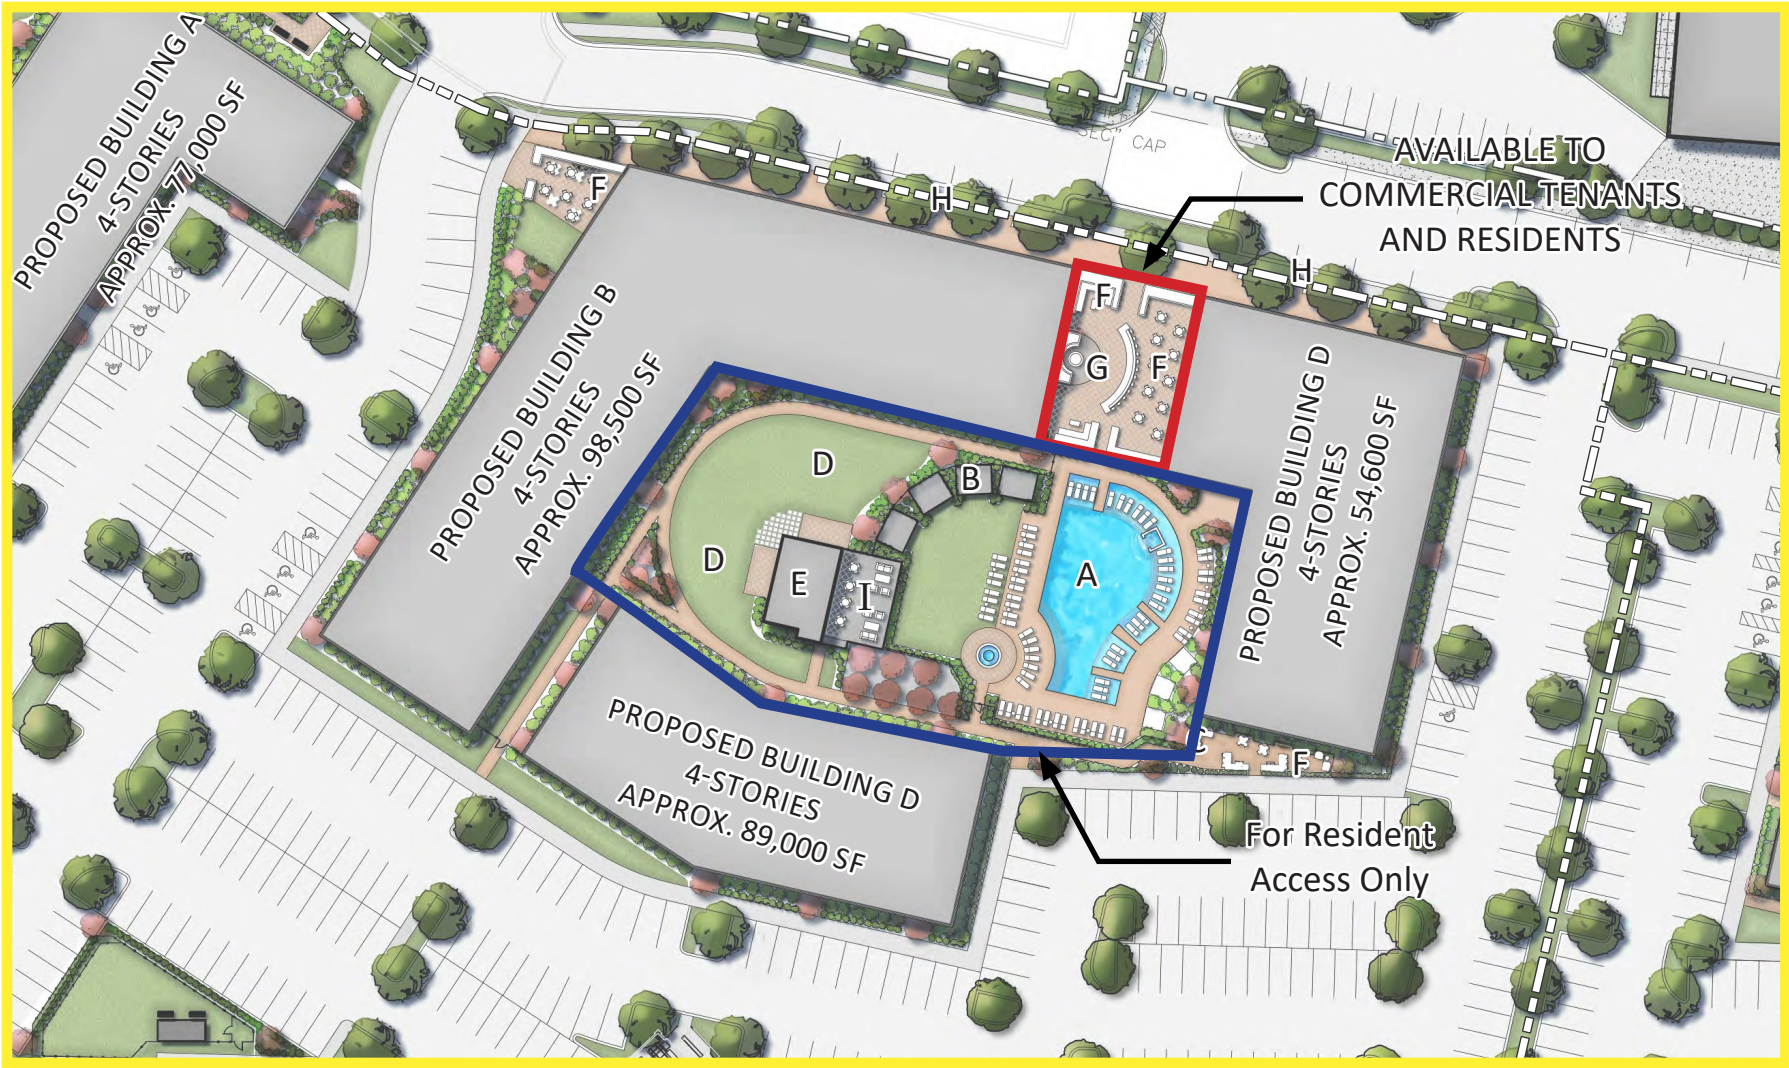 PROPOSED BUILDING A
4-STORIES
APPROX. 77,000 SF
"SLC" CAP
AVAILABLE TO
COMMERCIAL TENANTS
AND RESIDENTS
F
H
H
F
G
F
PROPOSED BUILDING B
4-STORIES
APPROX. 98,500 SF
PROPOSED BUILDING D
4-STORIES
APPROX. 54,600 SF
D
B
D
E
I
A
C
F
PROPOSED BUILDING D
4-STORIES
APPROX. 89,000 SF
For Resident
Access Only